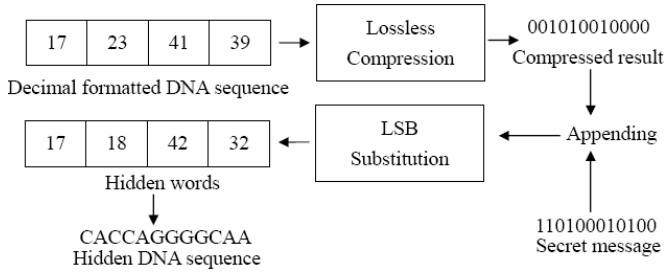 17 23 41 39
Decimal formatted DNA sequence
Lossless
Compression
001010010000
Compressed result
17 18 42 32
Hidden words
LSB
Substitution
Appending
CACCAGGGGCAA
Hidden DNA sequence
110100010100
Secret message